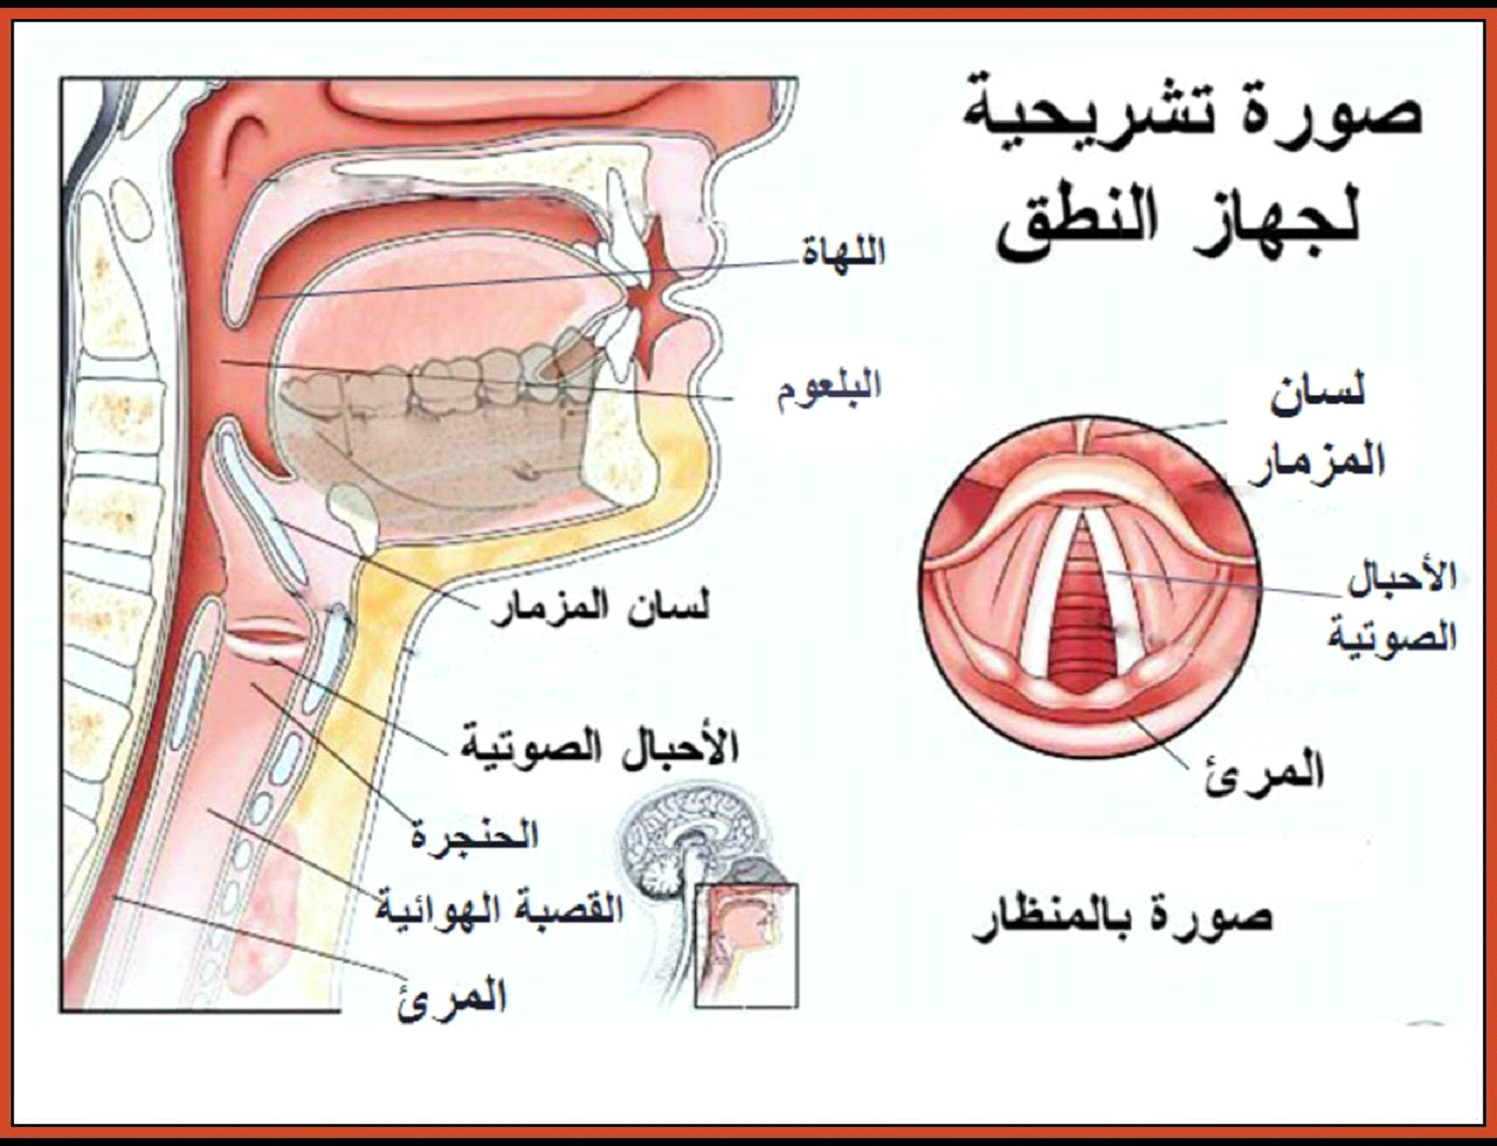 صورة تشريحية
لجهاز النطق
اللهاة
البلعوم
لسان المزمار
الأحبال الصوتية
الحنجرة
القصبة الهوائية
المرئ
لسان
المزمار
الأحبال
الصوتية
المرئ
صورة بالمنظار